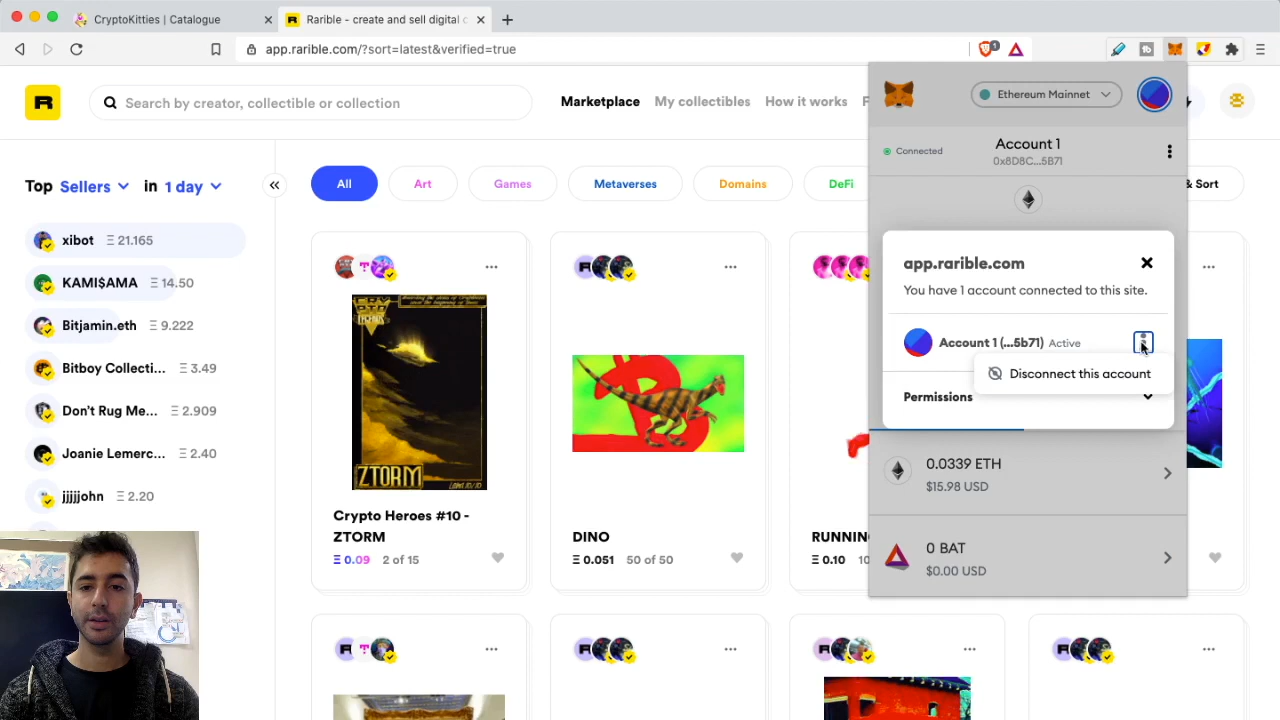 CryptoKitties | Catalogue
Rarible - create and sell digital c
app.rarible.com/?sort=latest&verified=true
1
tb
R
Search by creator, collectible or collection
Marketplace
My collectibles
How it works
F
Ethereum Mainnet
Connected
Account 1
0x8D8C...5B71
Top Sellers in 1 day
All
Art
Games
Metaverses
Domains
DeFi
& Sort
xibot Ξ 21.165
KAMI$AMA Ξ 14.50
Bitjamin.eth Ξ 9.222
Bitboy Collecti... Ξ 3.49
Don't Rug Me... Ξ 2.909
Joanie Lemerc... Ξ 2.40
jjjjjohn Ξ 2.20
app.rarible.com
You have 1 account connected to this site.
Account 1 (...5b71) Active
Disconnect this account
Permissions
0.0339 ETH
$15.98 USD
0 BAT
$0.00 USD
ZTORM
Crypto Heroes #10 -
ZTORM
Ξ 0.09 2 of 15
DINO
Ξ 0.051 50 of 50
RUNNIN
Ξ 0.10 10